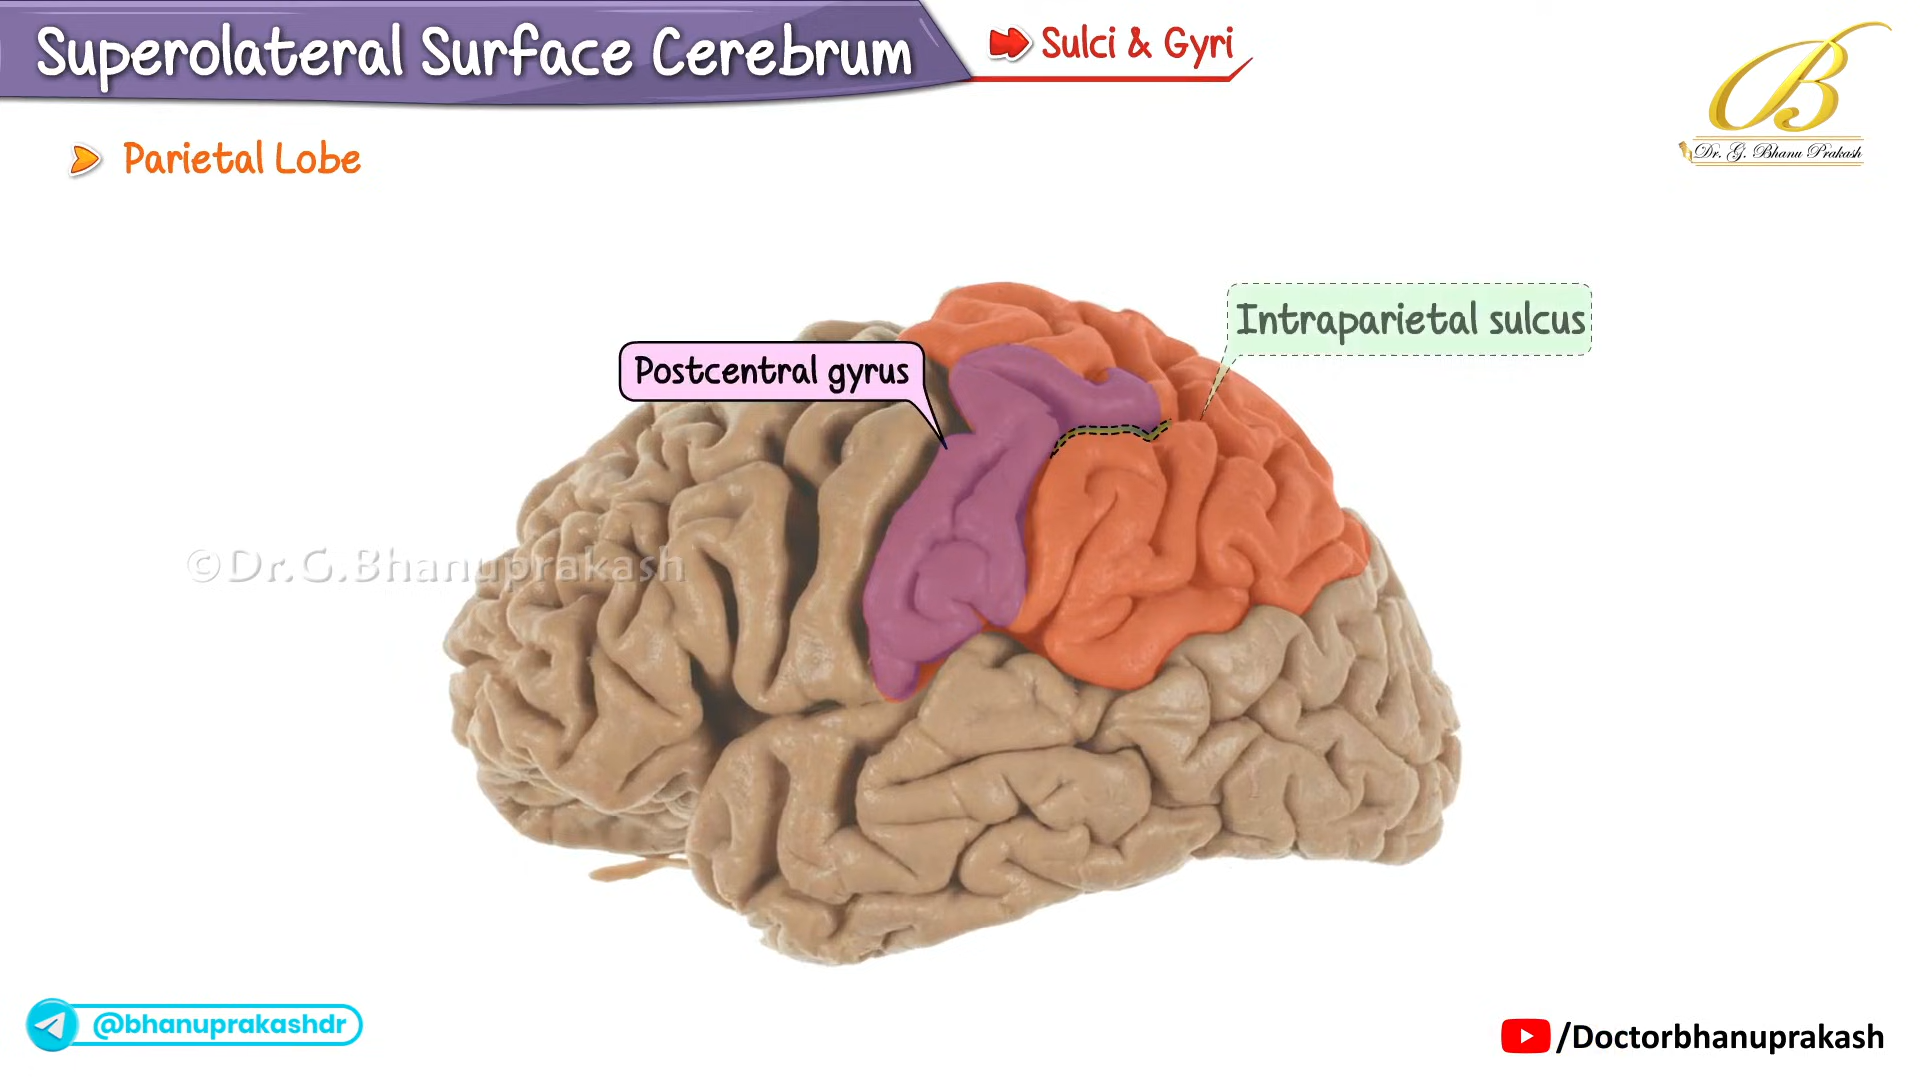 Superolateral Surface Cerebrum
Sulci & Gyri
Dr. G. Bhanu Prakash
Parietal Lobe
Intraparietal sulcus
Postcentral gyrus
©Dr.G.Bhanuprakash
@bhanuprakashdr
/Doctorbhanuprakash